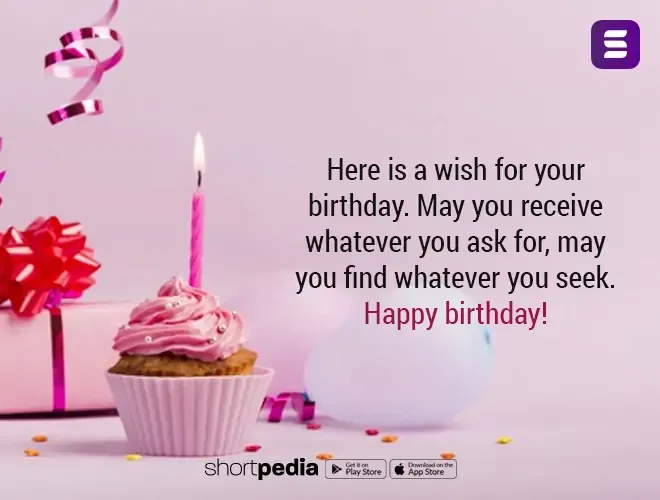 Here is a wish for your
birthday. May you receive
whatever you ask for, may
you find whatever you seek.
Happy birthday!
shortpedia
Get it on
Play Store
Download on the
App Store